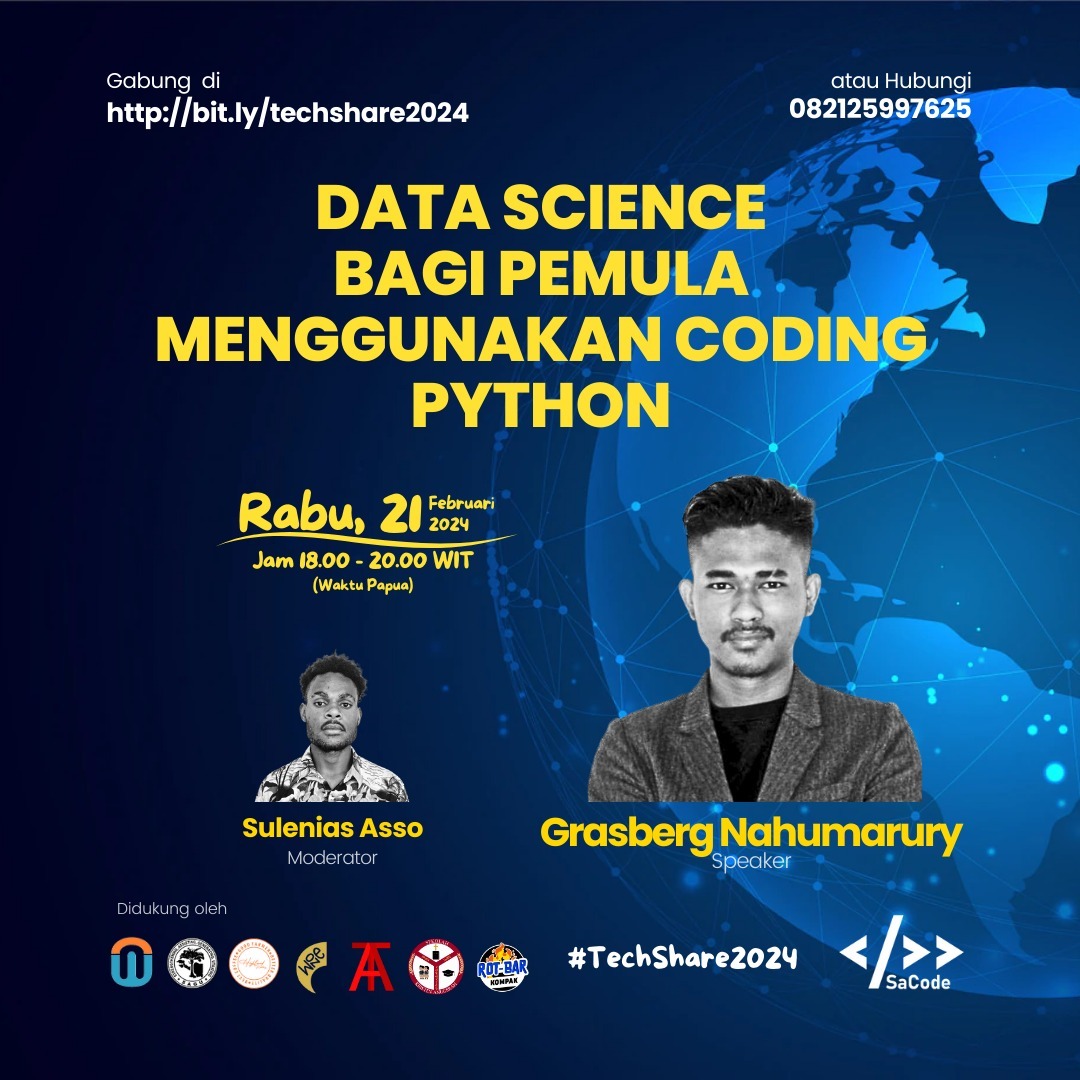 Gabung di
http://bit.ly/techshare2024
atau Hubungi
082125997625
DATA SCIENCE
BAGI PEMULA
MENGGUNAKAN CODING
PYTHON
Rabu, 21 Februari
2024
Jam 18.00 - 20.00 WIT
(Waktu Papua)
Sulenias Asso
Moderator
Grasberg Nahumarury
Speaker
Didukung oleh
SAGU
ROT-BAR
KOMPAK
#TechShare2024
</>>
SaCode